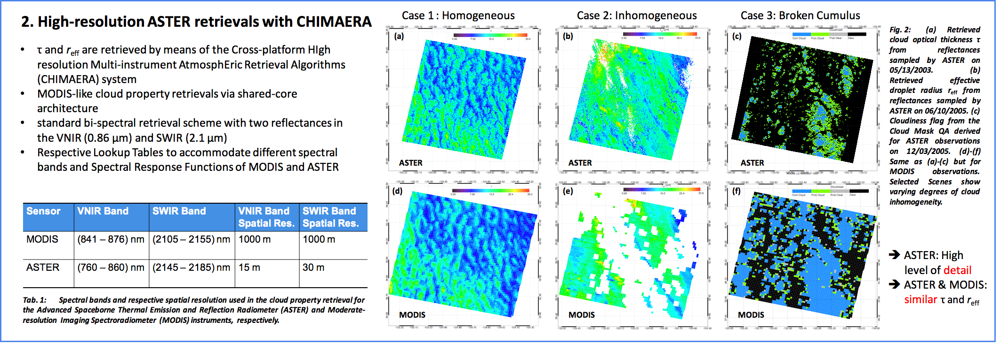 2. High-resolution ASTER retrievals with CHIMAERA
• τ and reff are retrieved by means of the Cross-platform HIgh
resolution Multi-instrument AtmosphEric Retrieval Algorithms
(CHIMAERA) system
• MODIS-like cloud property retrievals via shared-core
architecture
• standard bi-spectral retrieval scheme with two reflectances in
the VNIR (0.86 µm) and SWIR (2.1 µm)
• Respective Lookup Tables to accommodate different spectral
bands and Spectral Response Functions of MODIS and ASTER
Sensor VNIR Band SWIR Band VNIR Band Spatial Res. SWIR Band Spatial Res.
MODIS (841 – 876) nm (2105 – 2155) nm 1000 m 1000 m
ASTER (760 – 860) nm (2145 – 2185) nm 15 m 30 m
Tab. 1: Spectral bands and respective spatial resolution used in the cloud property retrieval for
the Advanced Spaceborne Thermal Emission and Reflection Radiometer (ASTER) and Moderate-
resolution Imaging Spectroradiometer (MODIS) instruments, respectively.
Case 1 : Homogeneous
(a)
τ
0.00 7.50 15.0 22.4 30.0
ASTER
Case 2: Inhomogeneous
(b)
reff (µm)
0.00 7.50 15.0 22.4 30.0
ASTER
Case 3: Broken Cumulus
(c)
Cloudmask
Conf Cloud Prob Cloud Prob Clear Clear
ASTER
(d)
τ
0.00 7.50 15.0 22.4 30.0
MODIS
(e)
(µm)
0.00 7.50 15.0 22.4 30.0
MODIS
(f)
Cloudmask
Conf Cloud Prob Cloud Prob Clear Clear
MODIS
Fig. 2: (a) Retrieved
cloud optical thickness τ
from reflectances
sampled by ASTER on
05/13/2003. (b)
Retrieved effective
droplet radius reff from
reflectances sampled by
ASTER on 06/10/2005. (c)
Cloudiness flag from the
Cloud Mask QA derived
for ASTER observations
on 12/03/2005. (d)-(f)
Same as (a)-(c) but for
MODIS observations.
Selected Scenes show
varying degrees of cloud
inhomogeneity.
➔ ASTER: High
level of detail
➔ ASTER & MODIS:
similar τ and reff